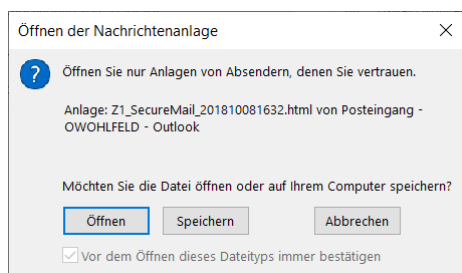 Öffnen der Nachrichtenanlage
Öffnen Sie nur Anlagen von Absendern, denen Sie vertrauen.
Anlage: Z1_SecureMail_201810081632.html von Posteingang -
OWOHLFELD - Outlook
Möchten Sie die Datei öffnen oder auf Ihrem Computer speichern?
Öffnen Speichern Abbrechen
Vor dem Öffnen dieses Dateityps immer bestätigen